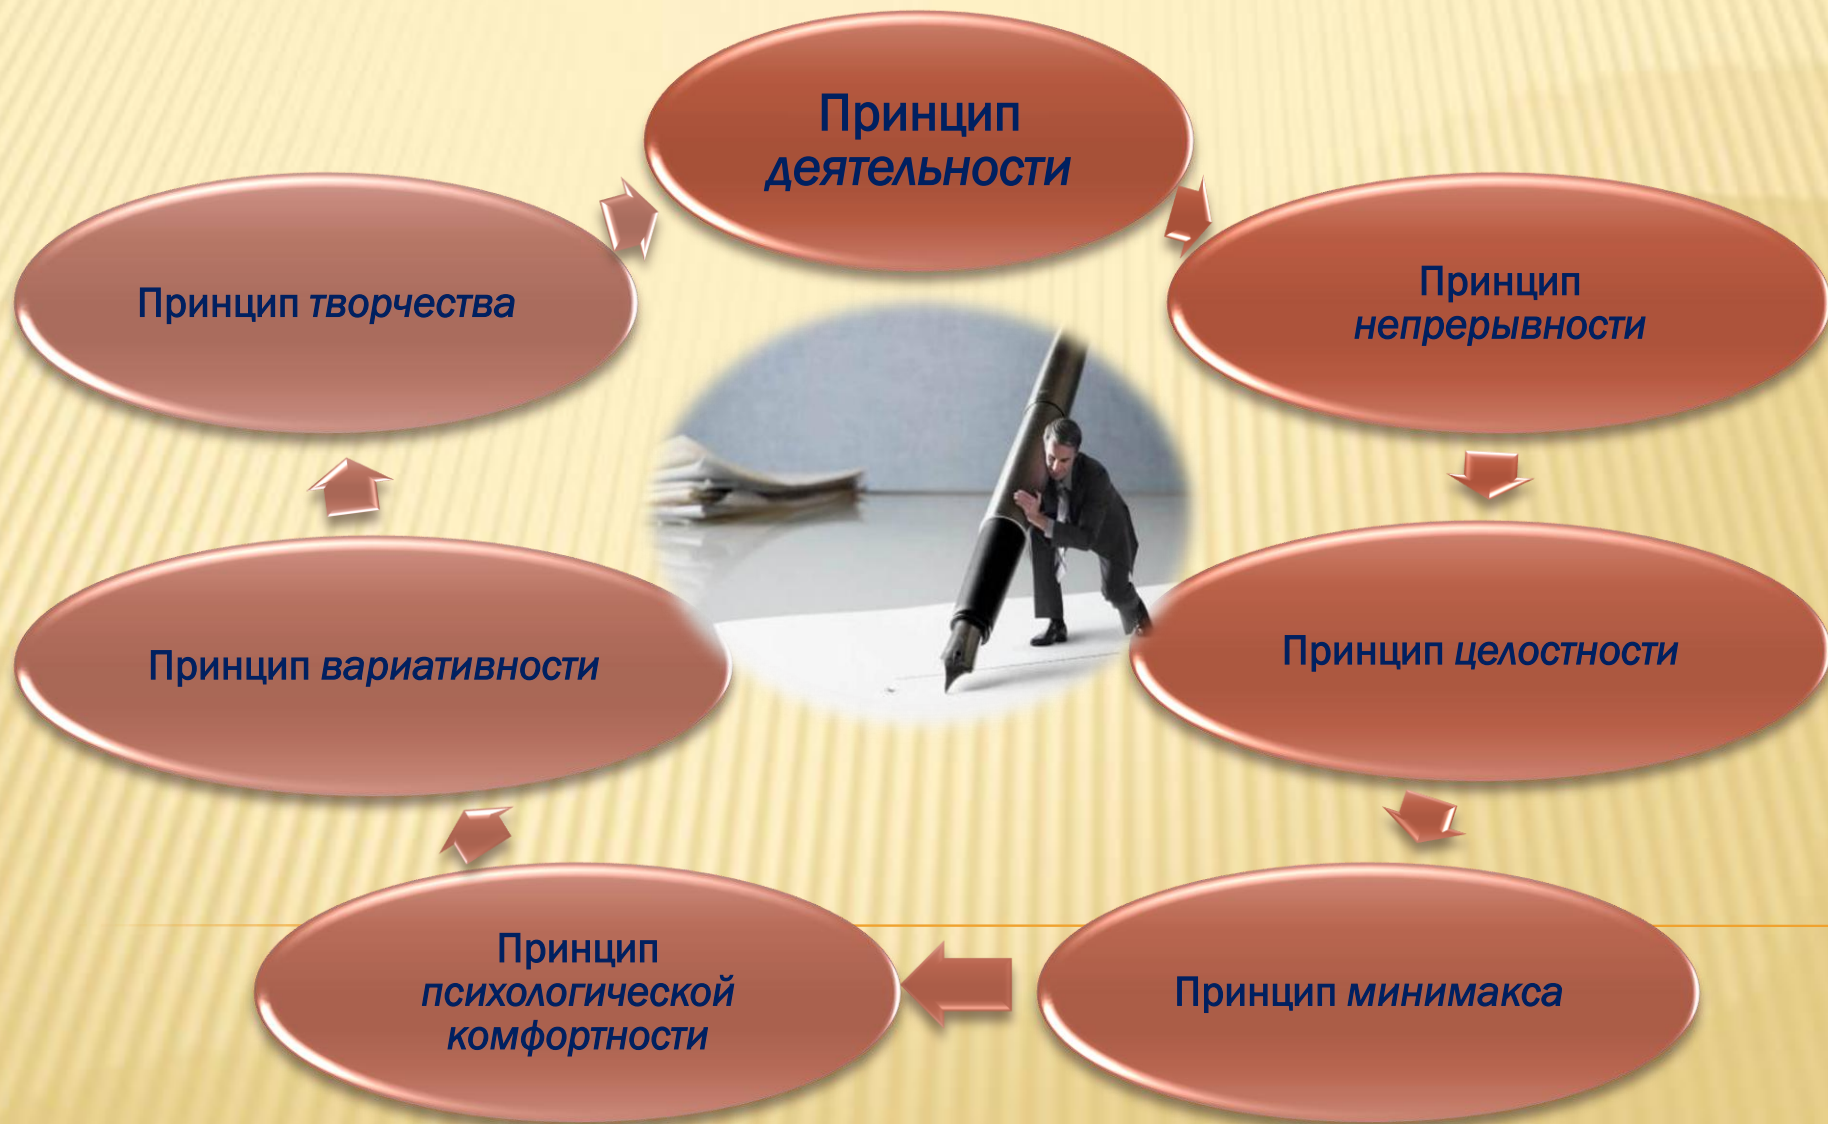 Принцип
деятельности
Принцип
непрерывности
Принцип целостности
Принцип минимакса
Принцип
психологической
комфортности
Принцип вариативности
Принцип творчества